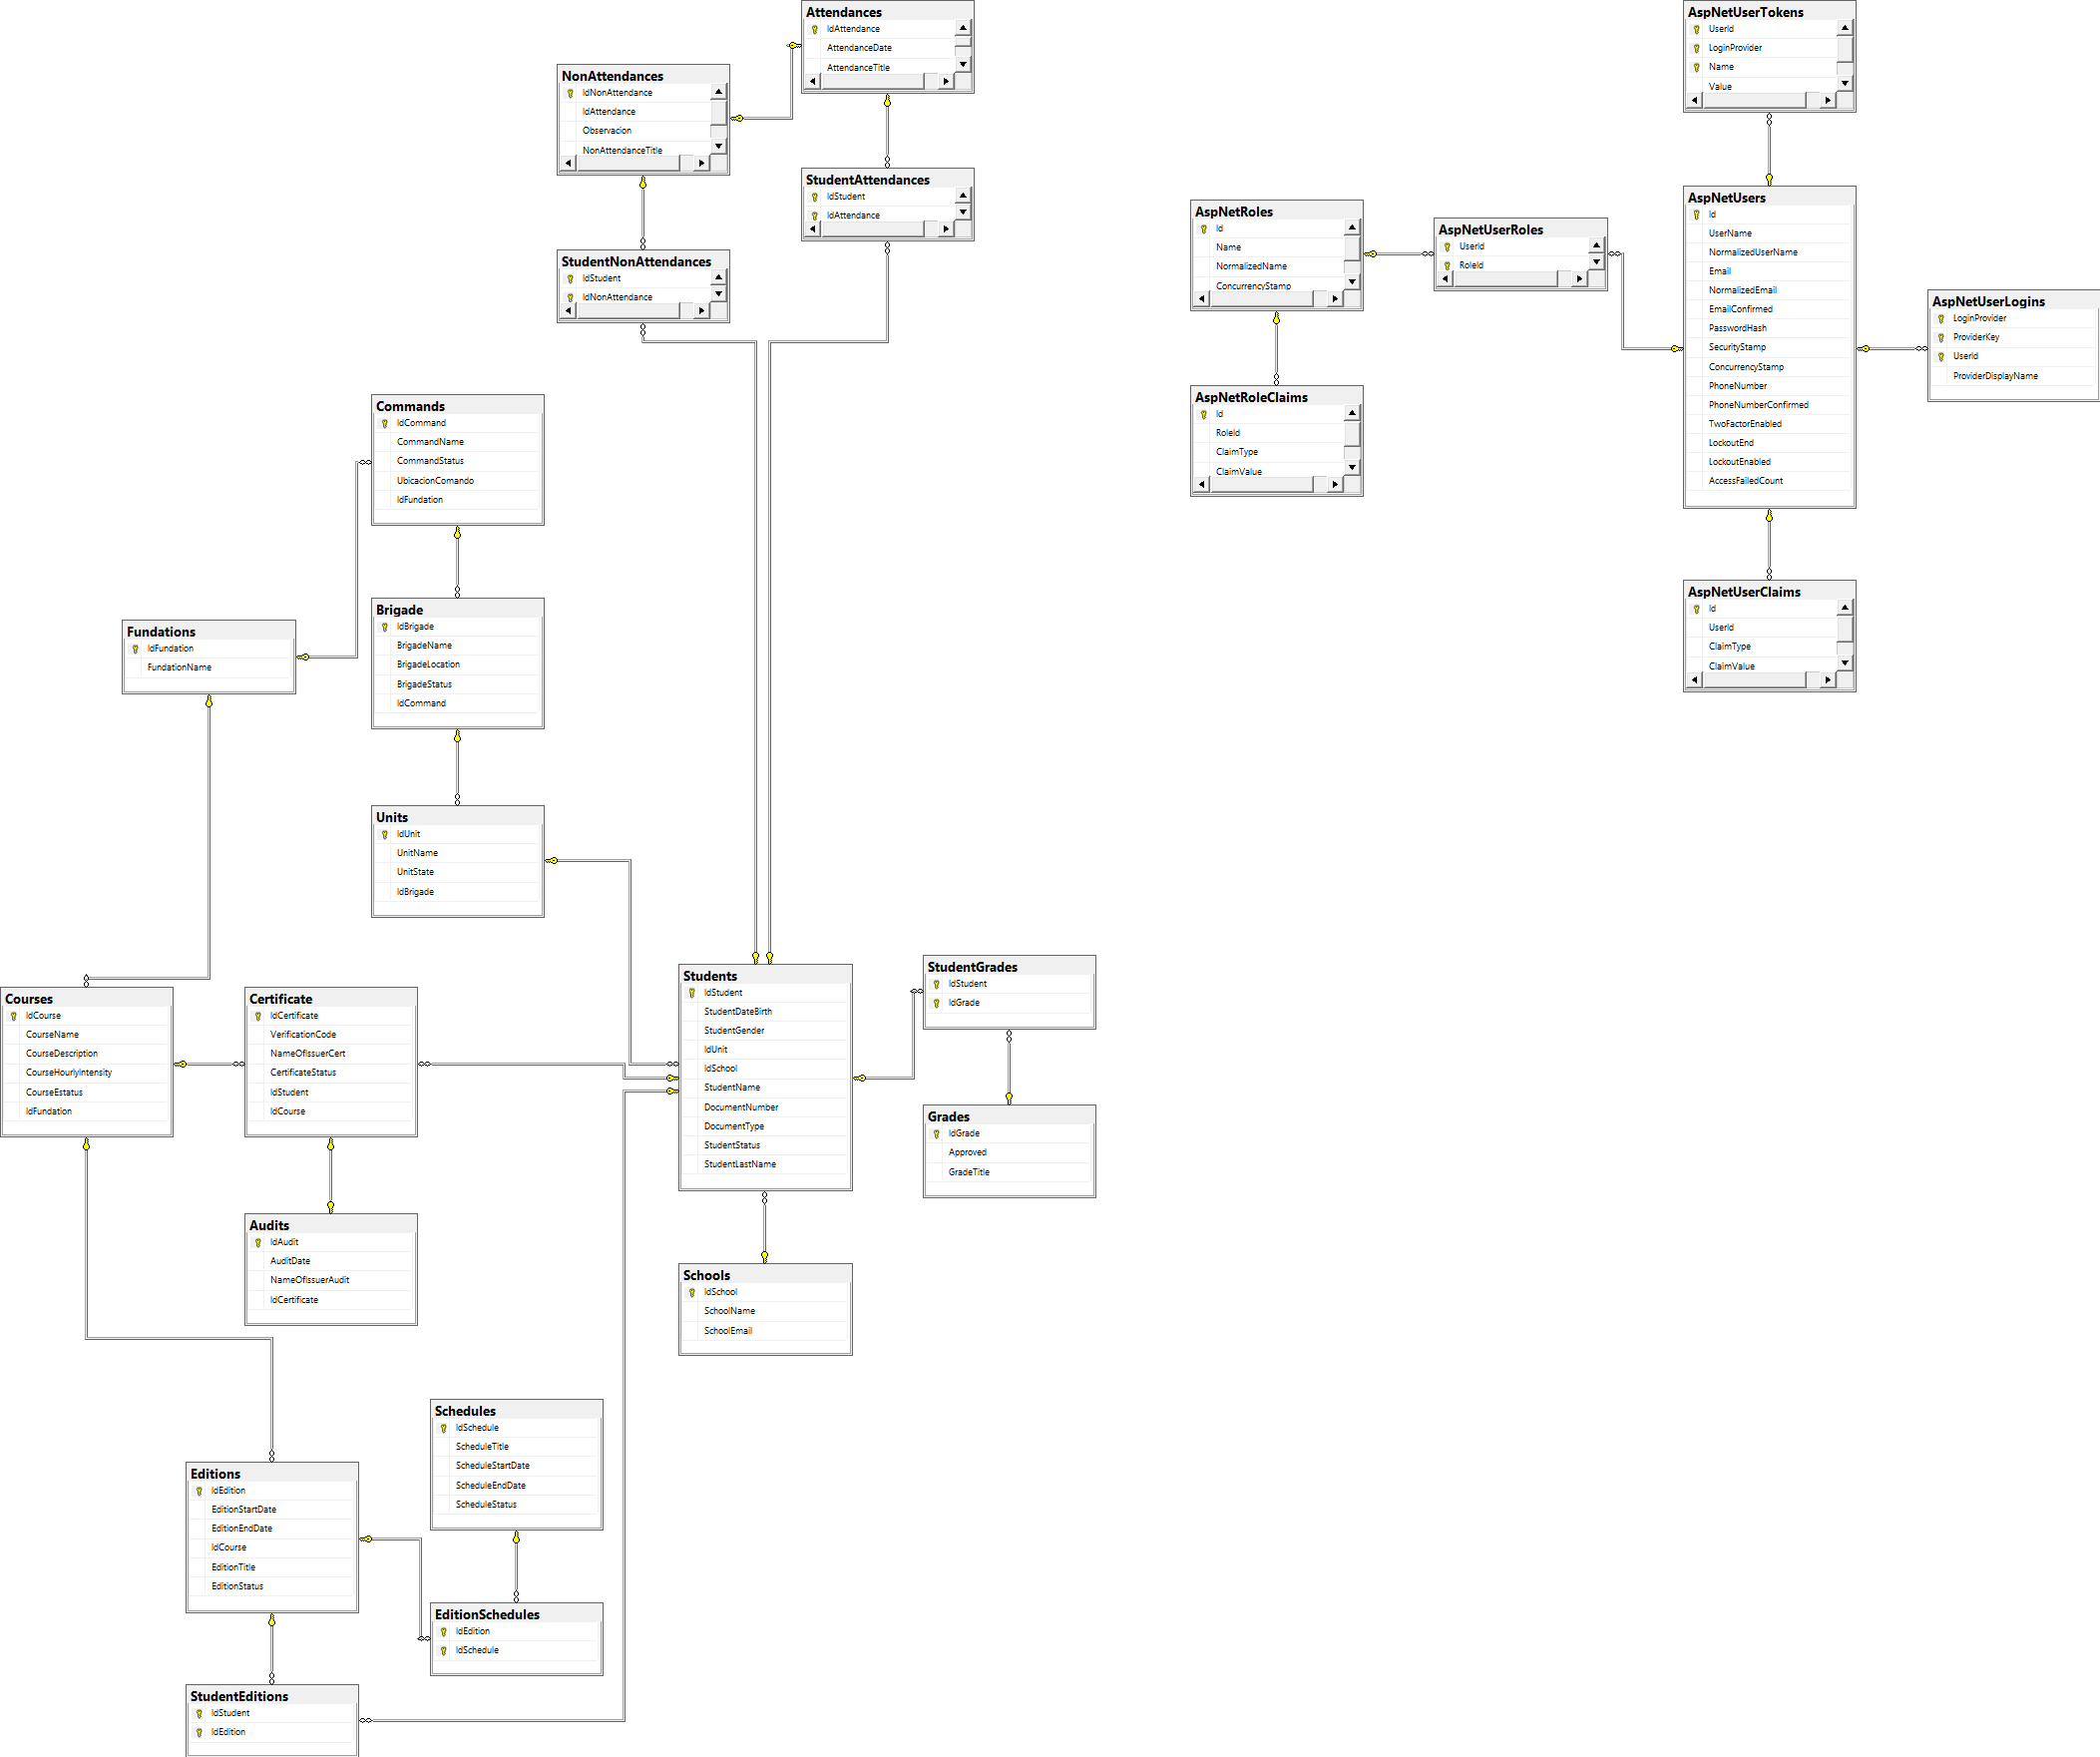 Attendances
IdAttendance
AttendanceDate
AttendanceTitle
NonAttendances
IdNonAttendance
IdAttendance
Observacion
NonAttendanceTitle
StudentAttendances
IdStudent
IdAttendance
StudentNonAttendances
IdStudent
IdNonAttendance
Commands
IdCommand
CommandName
CommandStatus
UbicacionComando
IdFundation
Brigade
IdBrigade
BrigadeName
BrigadeLocation
BrigadeStatus
IdCommand
Fundations
IdFundation
FundationName
Units
IdUnit
UnitName
UnitState
IdBrigade
Courses
IdCourse
CourseName
CourseDescription
CourseHourlyIntensity
CourseEstatus
IdFundation
Certificate
IdCertificate
VerificationCode
NameOfIssuerCert
CertificateStatus
IdStudent
IdCourse
Students
IdStudent
StudentDateBirth
StudentGender
IdUnit
IdSchool
StudentName
DocumentNumber
DocumentType
StudentStatus
StudentLastName
StudentGrades
IdStudent
IdGrade
Grades
IdGrade
Approved
GradeTitle
Audits
IdAudit
AuditDate
NameOfIssuerAudit
IdCertificate
Schools
IdSchool
SchoolName
SchoolEmail
Schedules
IdSchedule
ScheduleTitle
ScheduleStartDate
ScheduleEndDate
ScheduleStatus
Editions
IdEdition
EditionStartDate
EditionEndDate
IdCourse
EditionTitle
EditionStatus
EditionSchedules
IdEdition
IdSchedule
StudentEditions
IdStudent
IdEdition
AspNetUserTokens
UserId
LoginProvider
Name
Value
AspNetRoles
Id
Name
NormalizedName
ConcurrencyStamp
AspNetUserRoles
UserId
RoleId
AspNetUsers
Id
UserName
NormalizedUserName
Email
NormalizedEmail
EmailConfirmed
PasswordHash
SecurityStamp
ConcurrencyStamp
PhoneNumber
PhoneNumberConfirmed
TwoFactorEnabled
LockoutEnd
LockoutEnabled
AccessFailedCount
AspNetUserLogins
LoginProvider
ProviderKey
UserId
ProviderDisplayName
AspNetRoleClaims
Id
RoleId
ClaimType
ClaimValue
AspNetUserClaims
Id
UserId
ClaimType
ClaimValue